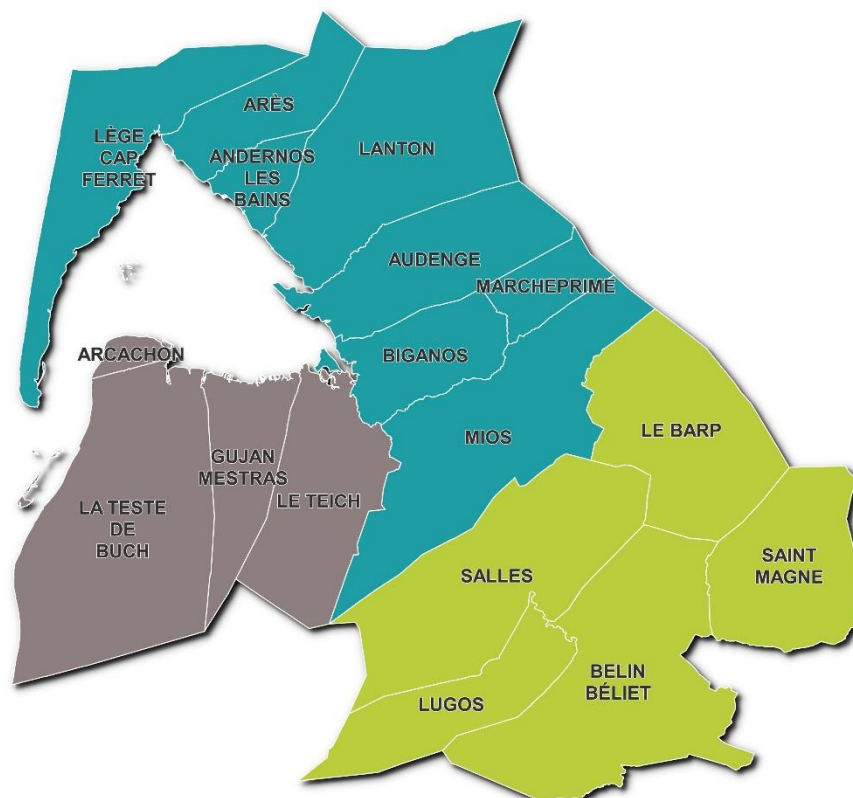 ARÈS
LÈGE
CAP
FERRET
ANDERNOS
LES
BAINS
LANTON
AUDENGE
MARCHEPRIME
ARCACHON
BIGANOS
MIOS
LE BARP
GUJAN
MESTRAS
LE TEICH
LA TESTE
DE
BUCH
SALLES
SAINT
MAGNE
BELIN
BÉLIET
LUGOS